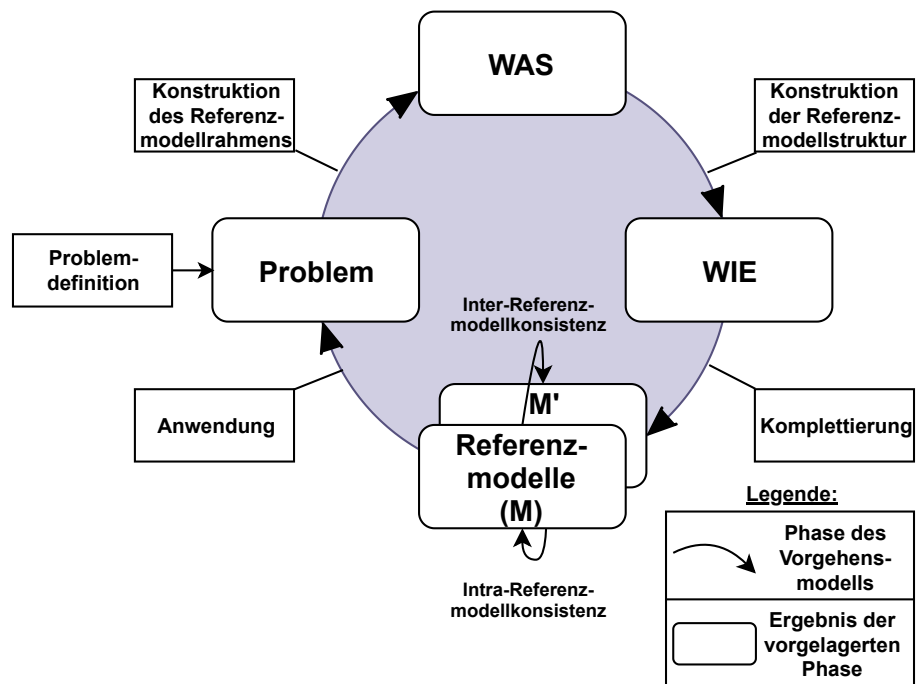 WAS
Konstruktion
des Referenz-
modellrahmens
Konstruktion
der Referenz-
modellstruktur
Problem-
definition
Problem
WIE
Inter-Referenz-
modellkonsistenz
Anwendung
M'
Referenz-
modelle
(M)
Komplettierung
Intra-Referenz-
modellkonsistenz
Legende:
Phase des
Vorgehens-
modells
Ergebnis der
vorgelagerten
Phase